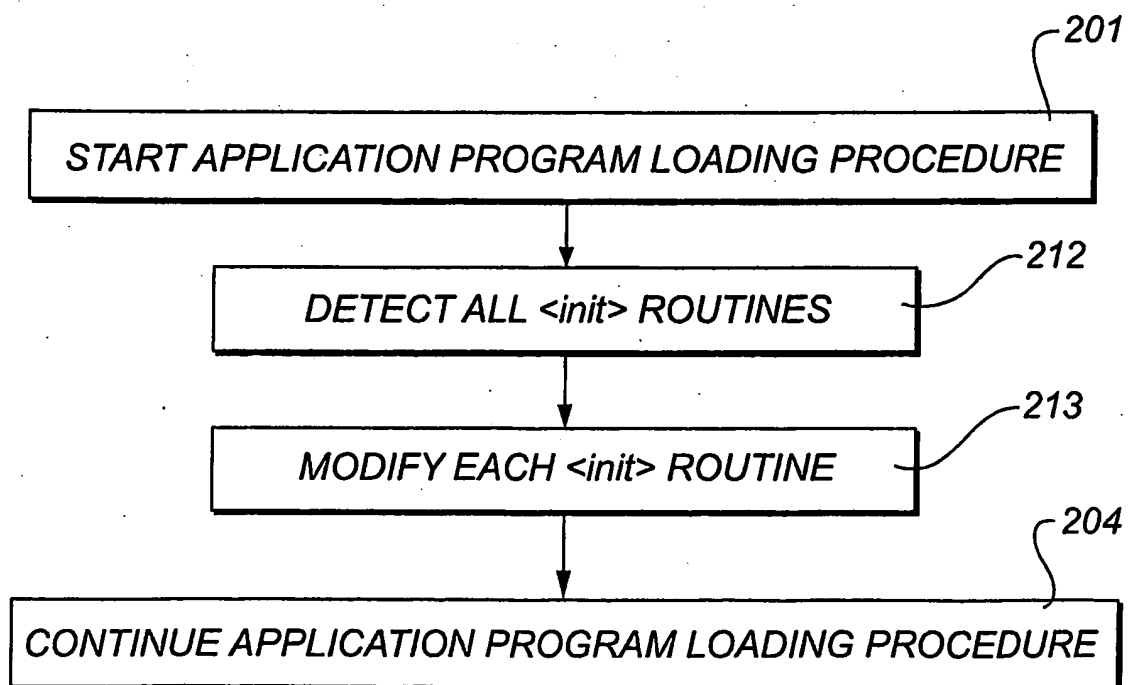 201
START APPLICATION PROGRAM LOADING PROCEDURE
212
DETECT ALL <init> ROUTINES
213
MODIFY EACH <init> ROUTINE
204
CONTINUE APPLICATION PROGRAM LOADING PROCEDURE